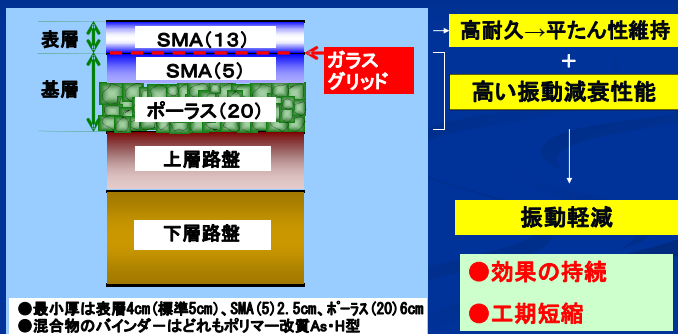 表層
SMA(13)
ガラス
グリッド
SMA(5)
基層
ポーラス(20)
上層路盤
下層路盤
●最小厚は表層4cm(標準5cm)、SMA(5)2.5cm、ポーラス(20)6cm
●混合物のバインダーはどれもポリマー改質As・H型
高耐久→平たん性維持
+
高い振動減衰性能
振動軽減
●効果の持続
●工期短縮